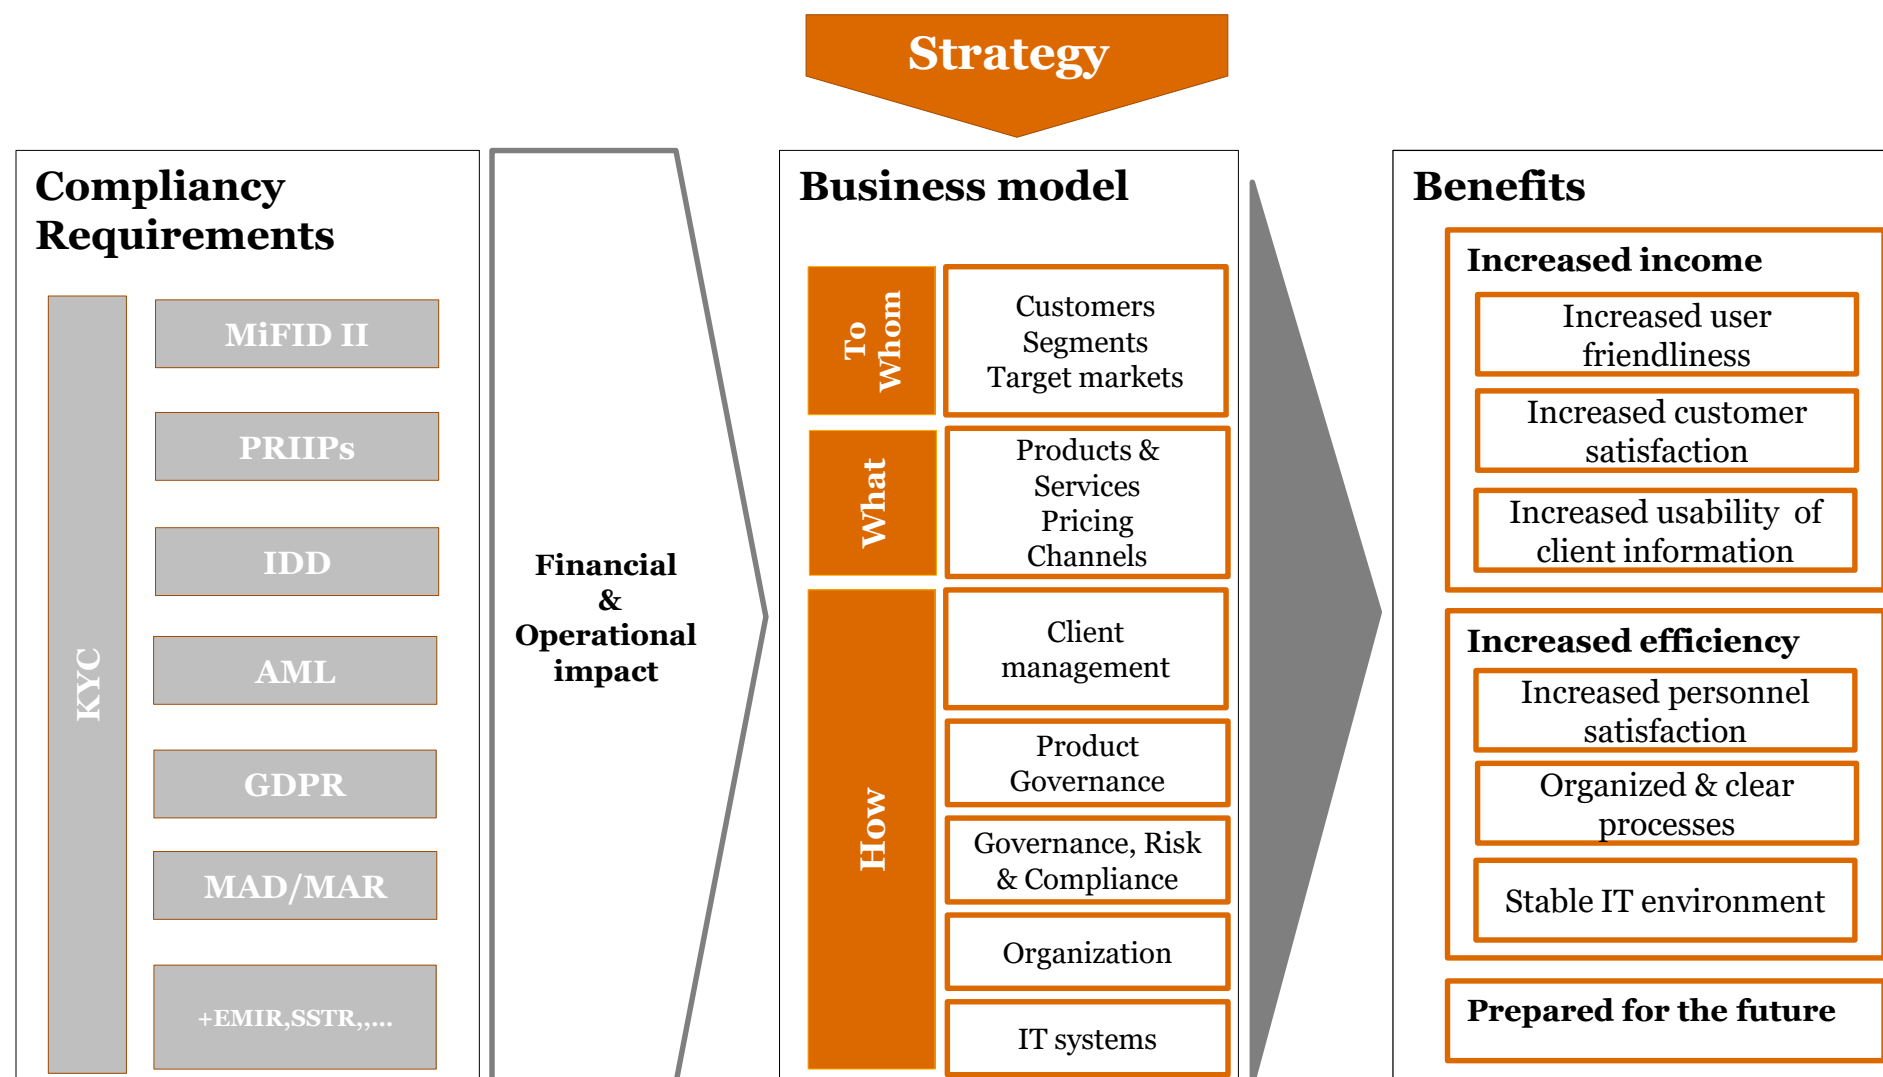 Strategy
Compliancy
Requirements
KYC
MiFID II
PRIIPs
IDD
AML
GDPR
MAD/MAR
+EMIR,SSTR,,...
Financial
&
Operational
impact
Business model
To
Whom
Customers
Segments
Target markets
What
Products &
Services
Pricing
Channels
How
Client
management
Product
Governance
Governance, Risk
& Compliance
Organization
IT systems
Benefits
Increased income
Increased user
friendliness
Increased customer
satisfaction
Increased usability  of
client information
Increased efficiency
Increased personnel
satisfaction
Organized & clear
processes
Stable IT environment
Prepared for the future